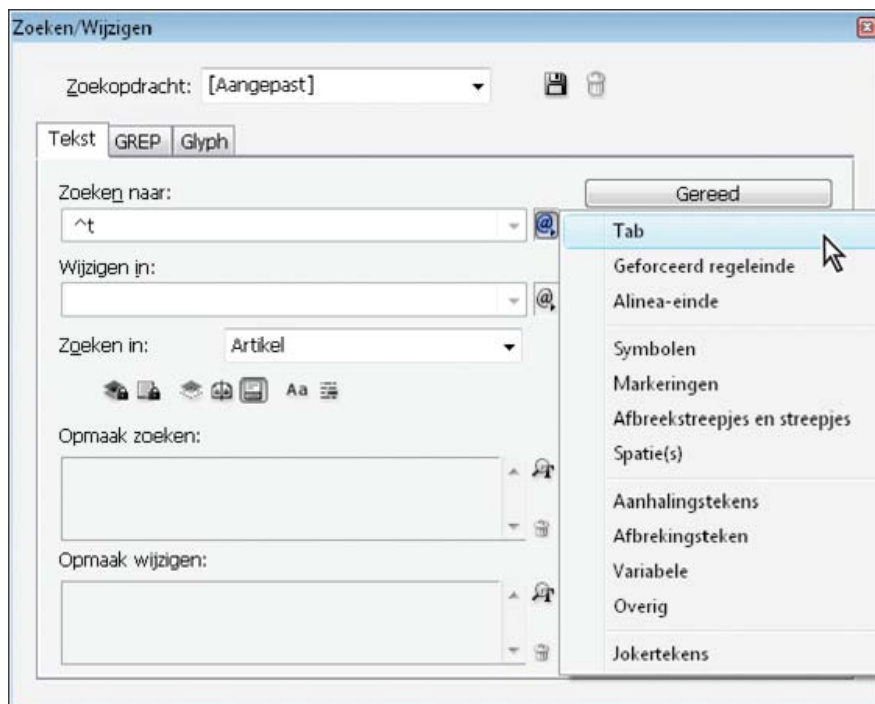 Zoeken/Wijzigen
Zoekopdracht: [Aangepast]
Tekst GREP Glyph
Zoeken naar:
^t
Wijzigen in:
Zoeken in: Artikel
Aa
Opmaak zoeken:
Opmaak wijzigen:
Gereed
Tab
Geforceerd regeleinde
Alinea-einde
Symbolen
Markeringen
Afbreekstreepjes en streepjes
Spatie(s)
Aanhalingstekens
Afbrekingsteken
Variabele
Overig
Jokertekens